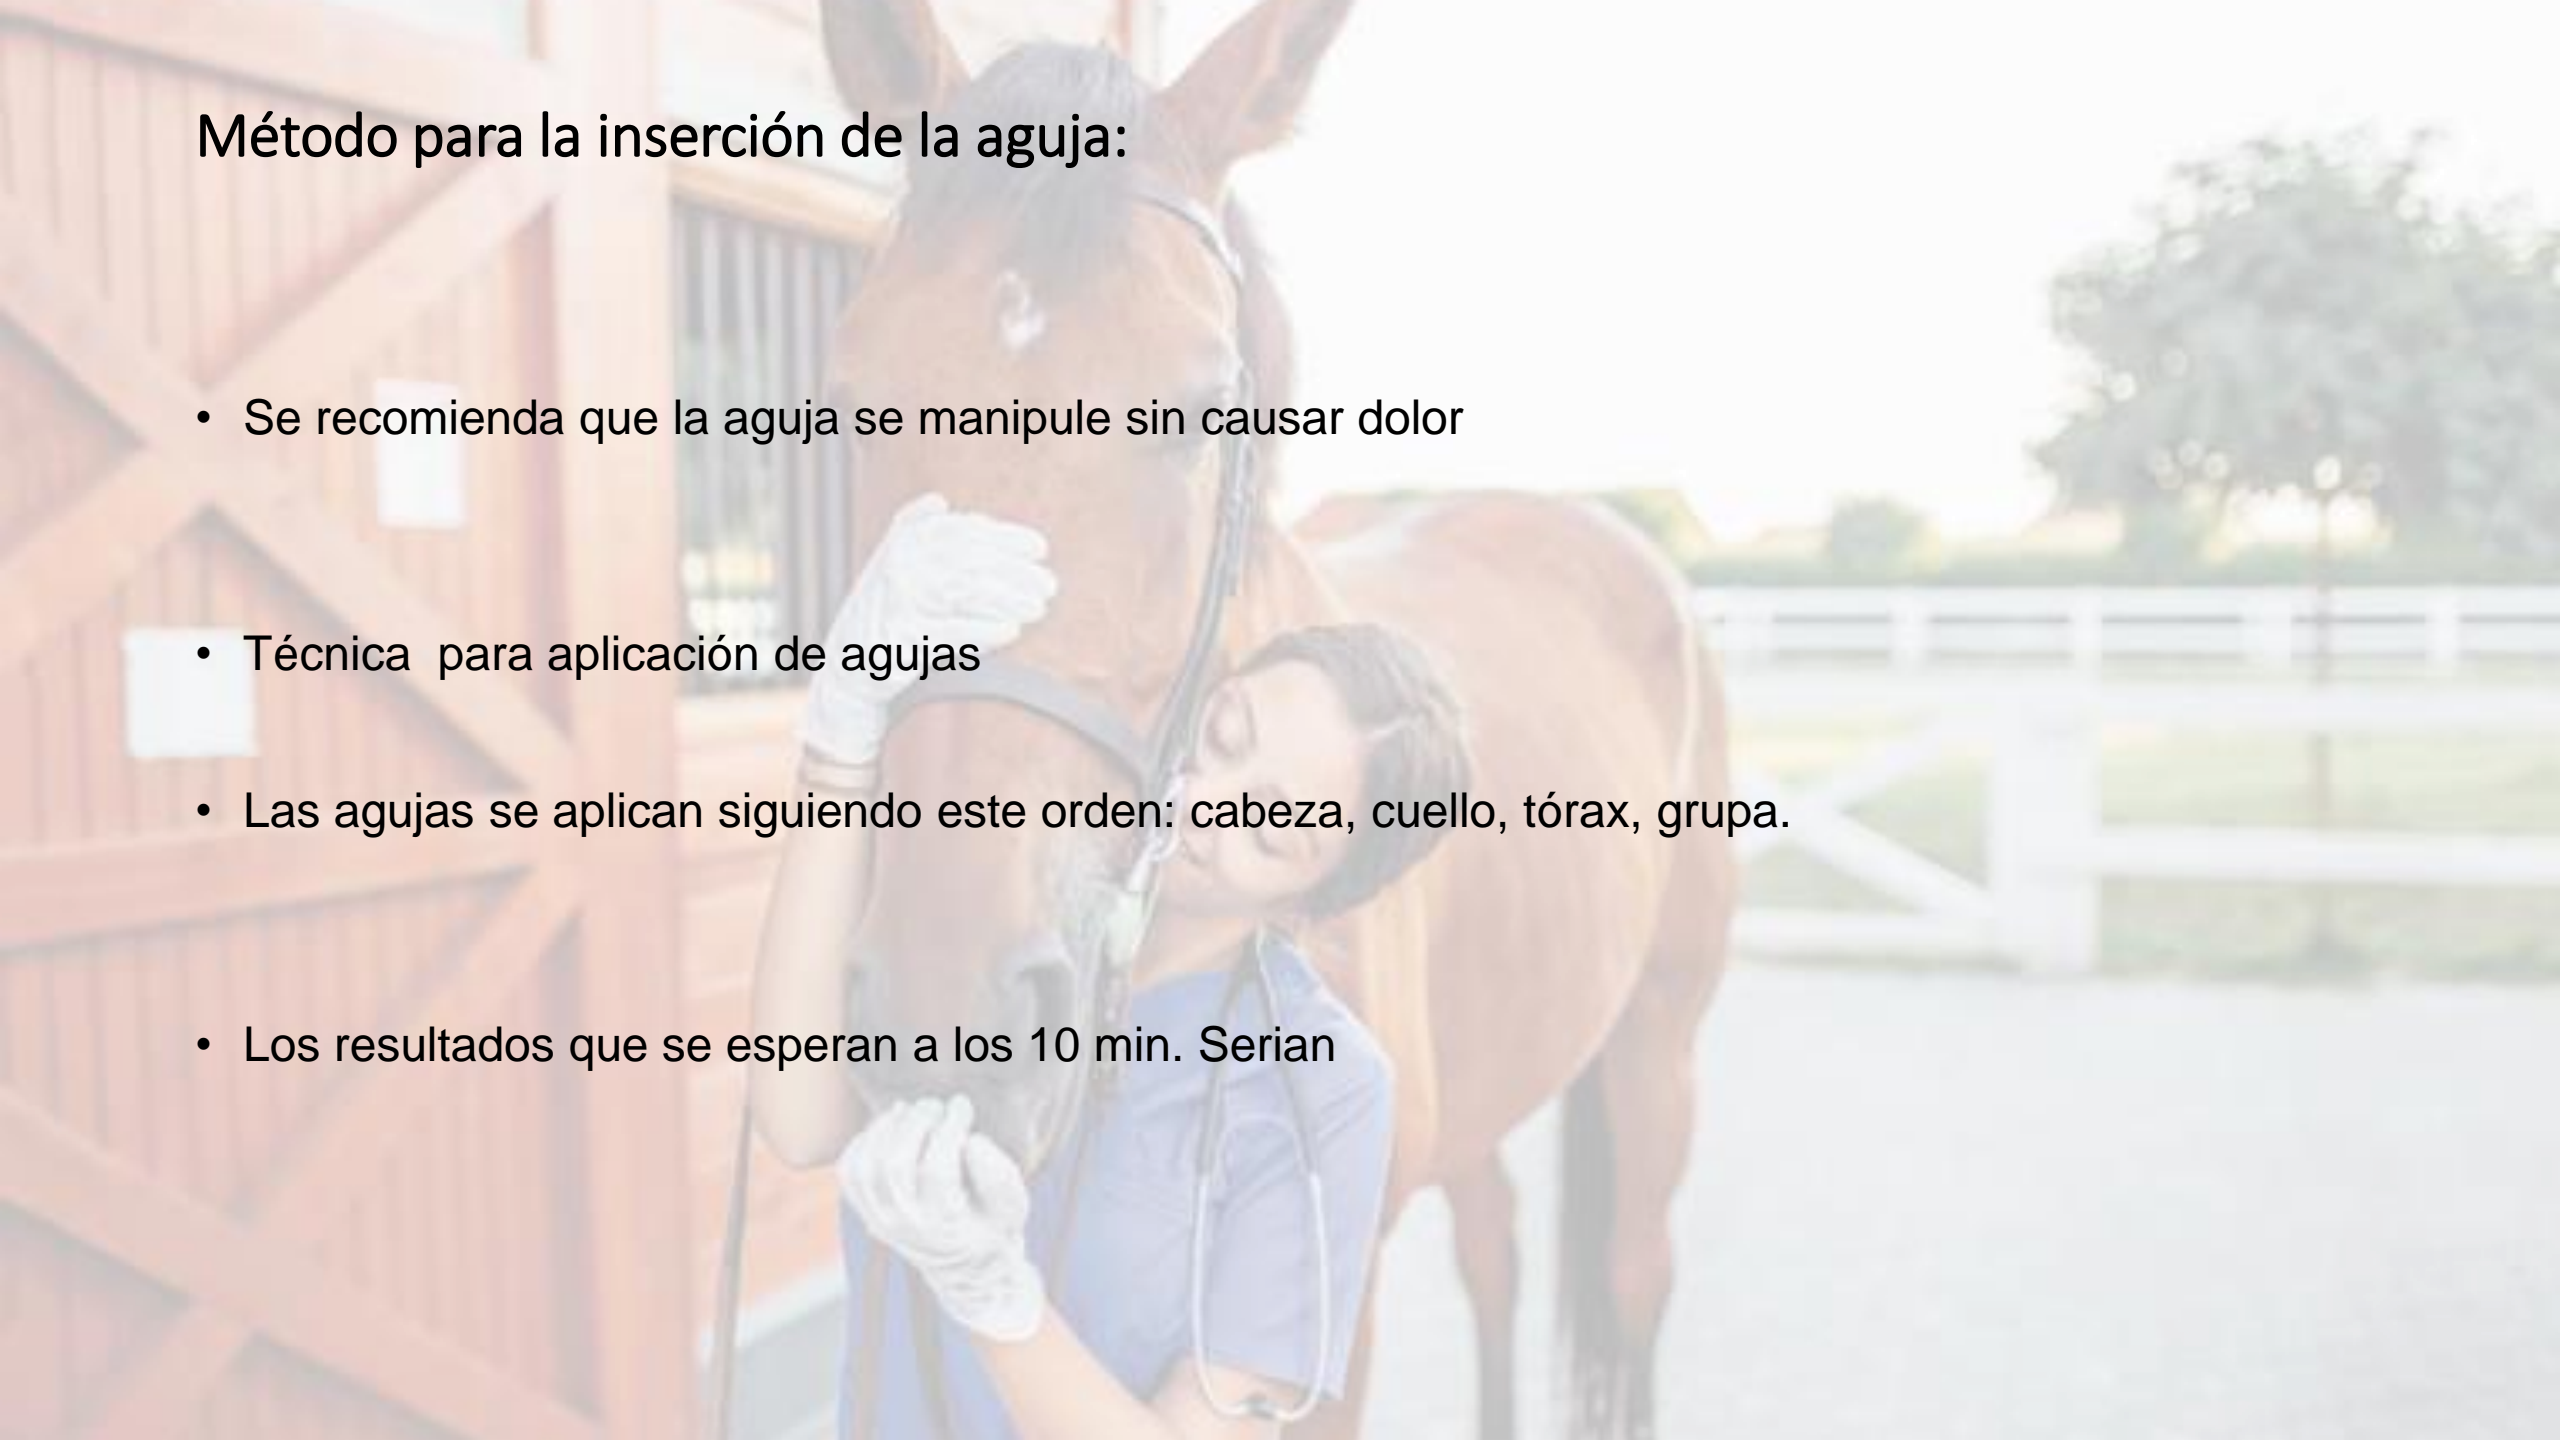 Método para la inserción de la aguja:
• Se recomienda que la aguja se manipule sin causar dolor
• Técnica  para aplicación de agujas
• Las agujas se aplican siguiendo este orden: cabeza, cuello, tórax, grupa.
• Los resultados que se esperan a los 10 min. Serian